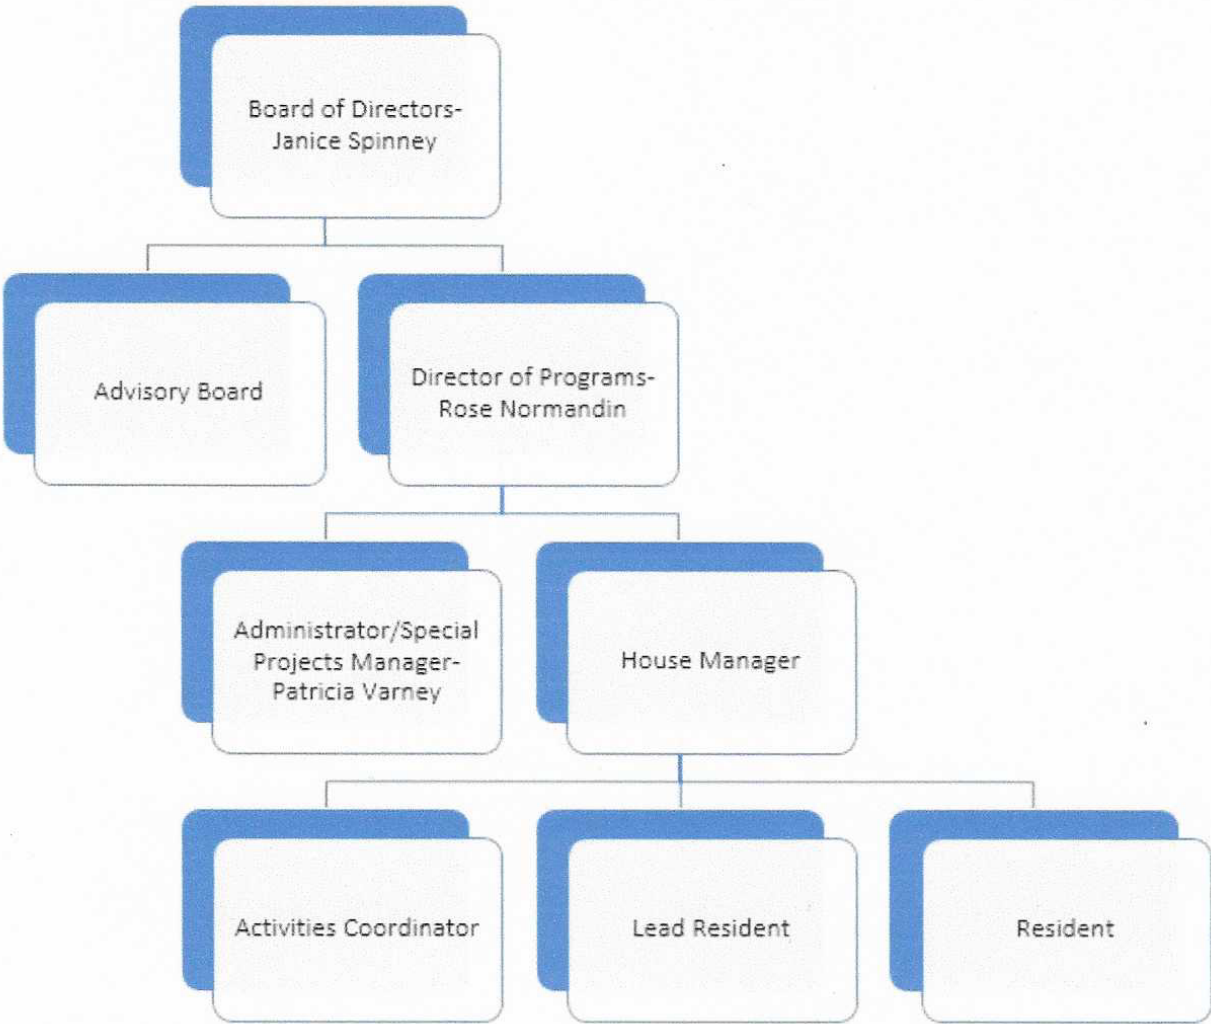 Board of Directors-
Janice Spinney
Advisory Board
Director of Programs-
Rose Normandin
Administrator/Special
Projects Manager-
Patricia Varney
House Manager
Activities Coordinator
Lead Resident
Resident